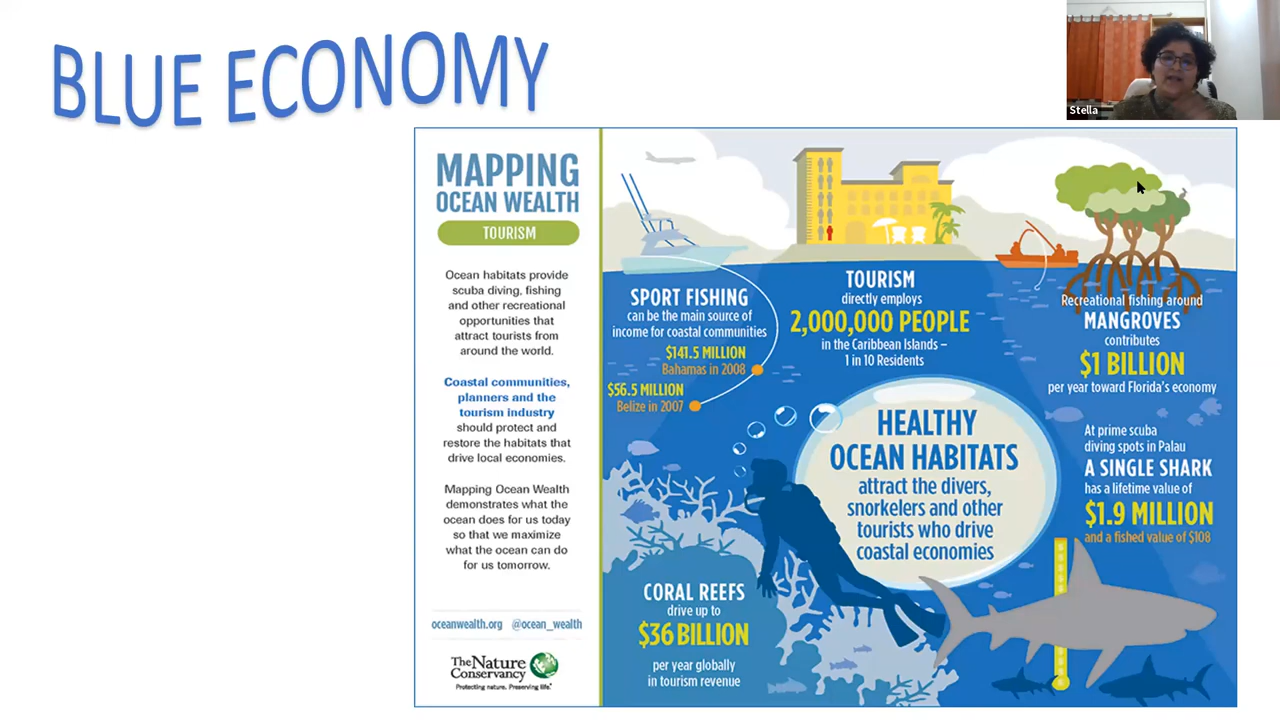 BLUE ECONOMY
Stella
MAPPING
OCEAN WEALTH
TOURISM
Ocean habitats provide
scuba diving, fishing
and other recreational
opportunities that
attract tourists from
around the world.
Coastal communities,
planners and the
tourism industry
should protect and
restore the habitats that
drive local economies.
Mapping Ocean Wealth
demonstrates what the
ocean does for us today
so that we maximize
what the ocean can do
for us tomorrow.
oceanwealth.org @ocean_wealth
The Nature
Conservancy
Protecting nature. Preserving life.®
SPORT FISHING
can be the main source of
income for coastal communities
$141.5 MILLION
Bahamas in 2008
$56.5 MILLION
Belize in 2007
TOURISM
directly employs
2,000,000 PEOPLE
in the Caribbean Islands –
1 in 10 Residents
Recreational fishing around
MANGROVES
contributes
$1 BILLION
per year toward Florida's economy
HEALTHY
OCEAN HABITATS
attract the divers,
snorkelers and other
tourists who drive
coastal economies
At prime scuba
diving spots in Palau
A SINGLE SHARK
has a lifetime value of
$1.9 MILLION
and a fished value of $108
CORAL REEFS
drive up to
$36 BILLION
per year globally
in tourism revenue